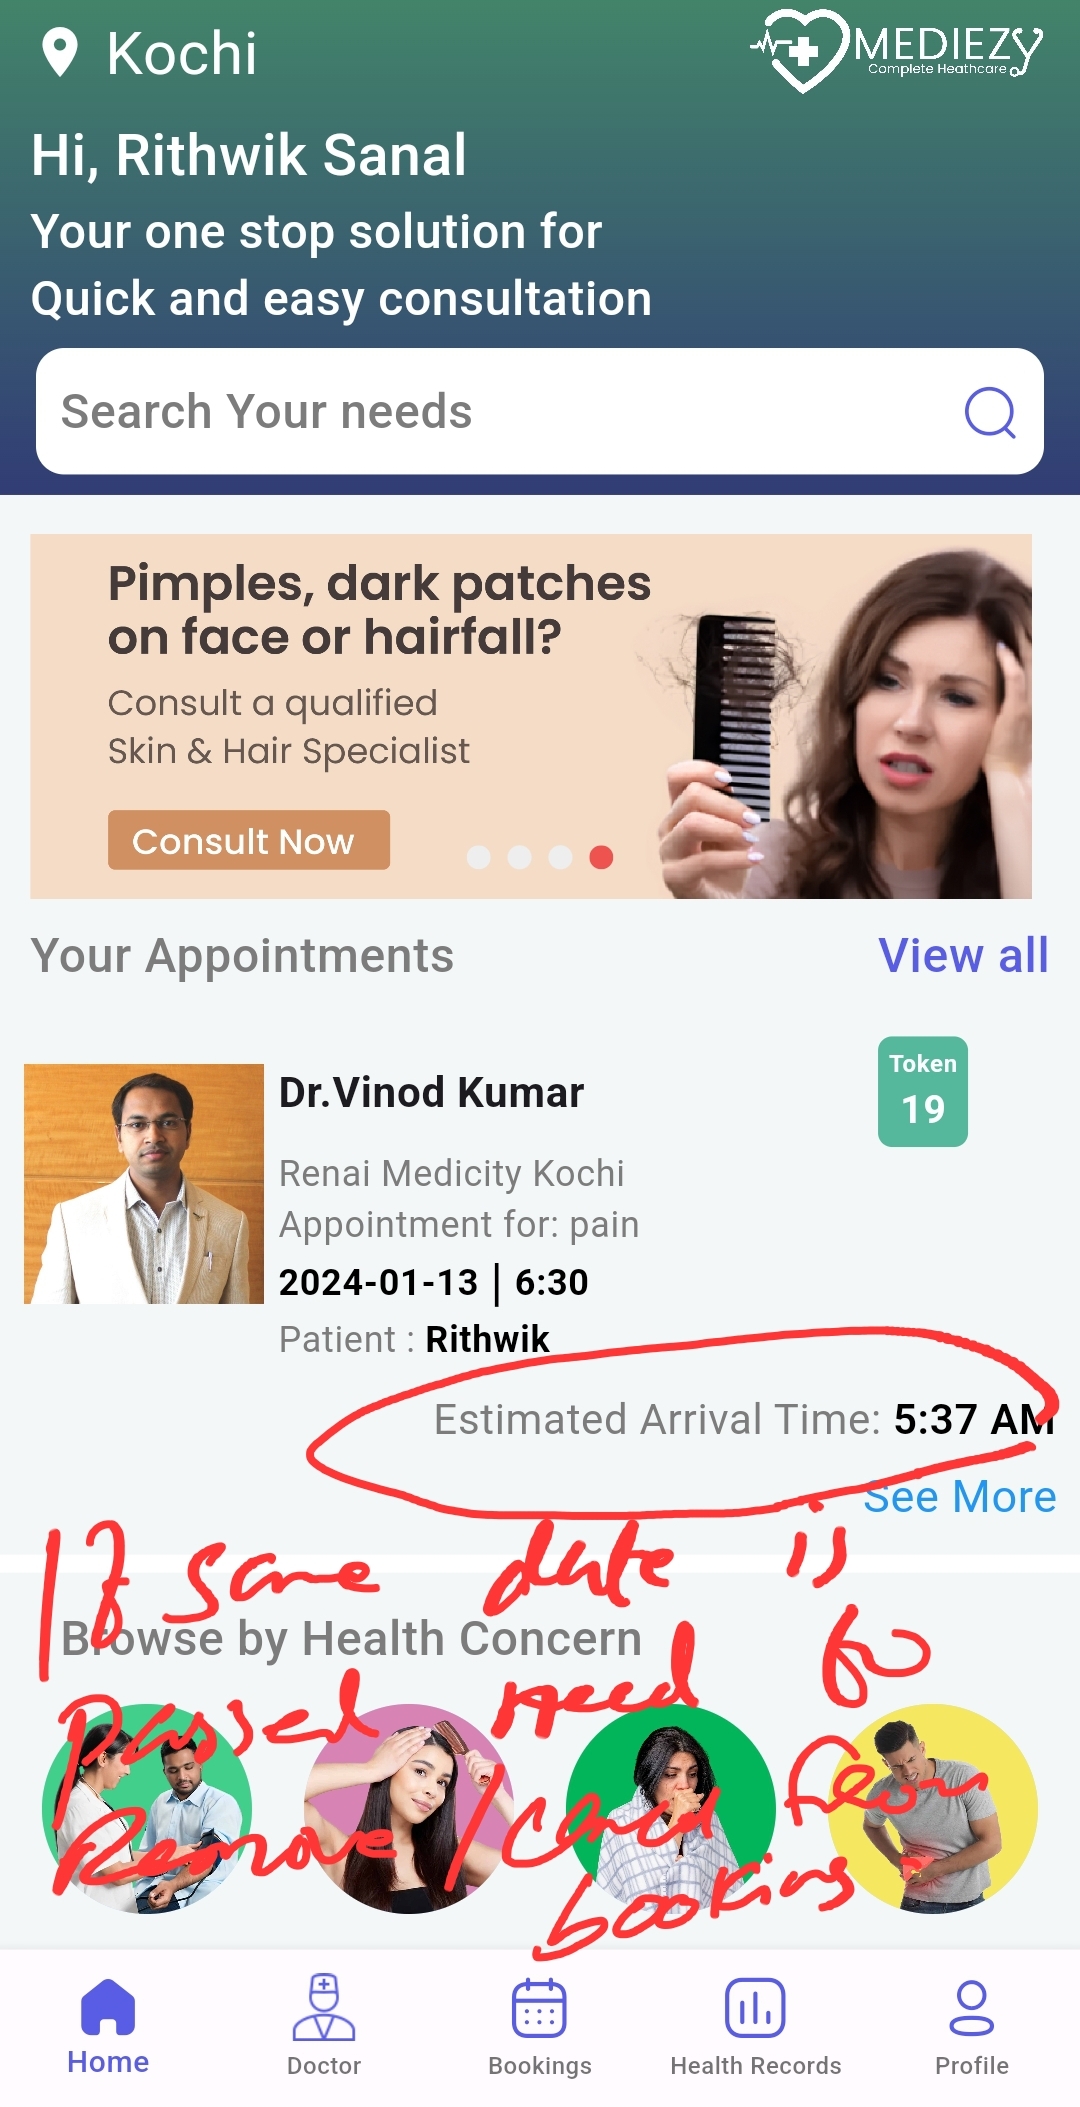 Kochi
MEDIEZY
Complete Heathcare
Hi, Rithwik Sanal
Your one stop solution for
Quick and easy consultation
Search Your needs
Pimples, dark patches
on face or hairfall?
Consult a qualified
Skin & Hair Specialist
Consult Now
Your Appointments
View all
Dr.Vinod Kumar
Token
19
Renai Medicity Kochi
Appointment for: pain
2024-01-13 | 6:30
Patient : Rithwik
Estimated Arrival Time: 5:37 AM
See More
If same date is
Browse by Health Concern
passed need to
Remove / cancel from
booking
Home
Doctor
Bookings
Health Records
Profile